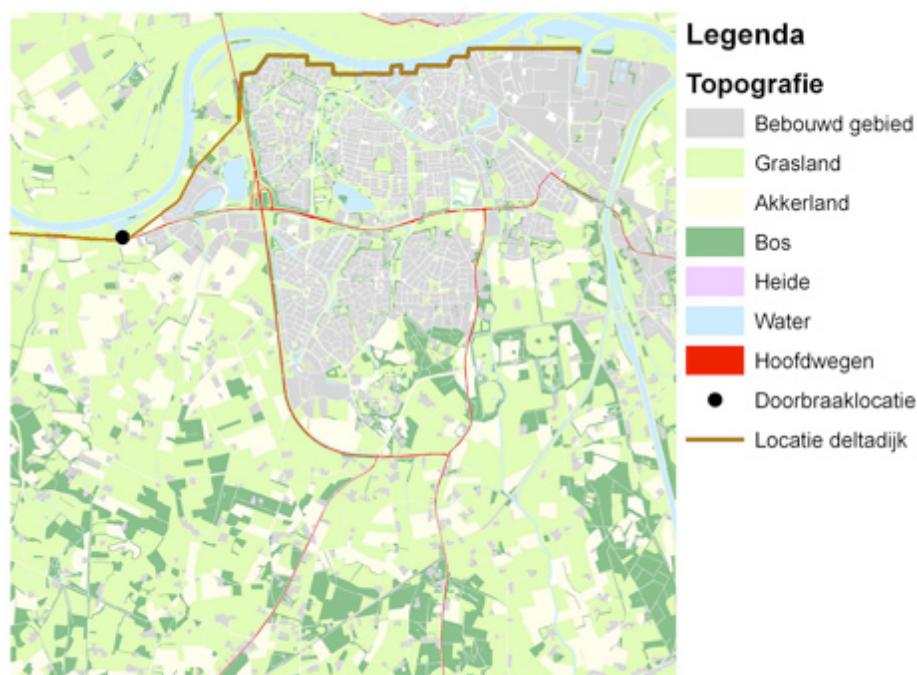 Legenda
Topografie
Bebouwd gebied
Grasland
Akkerland
Bos
Heide
Water
Hoofdwegen
Doorbraaklocatie
Locatie deltadijk